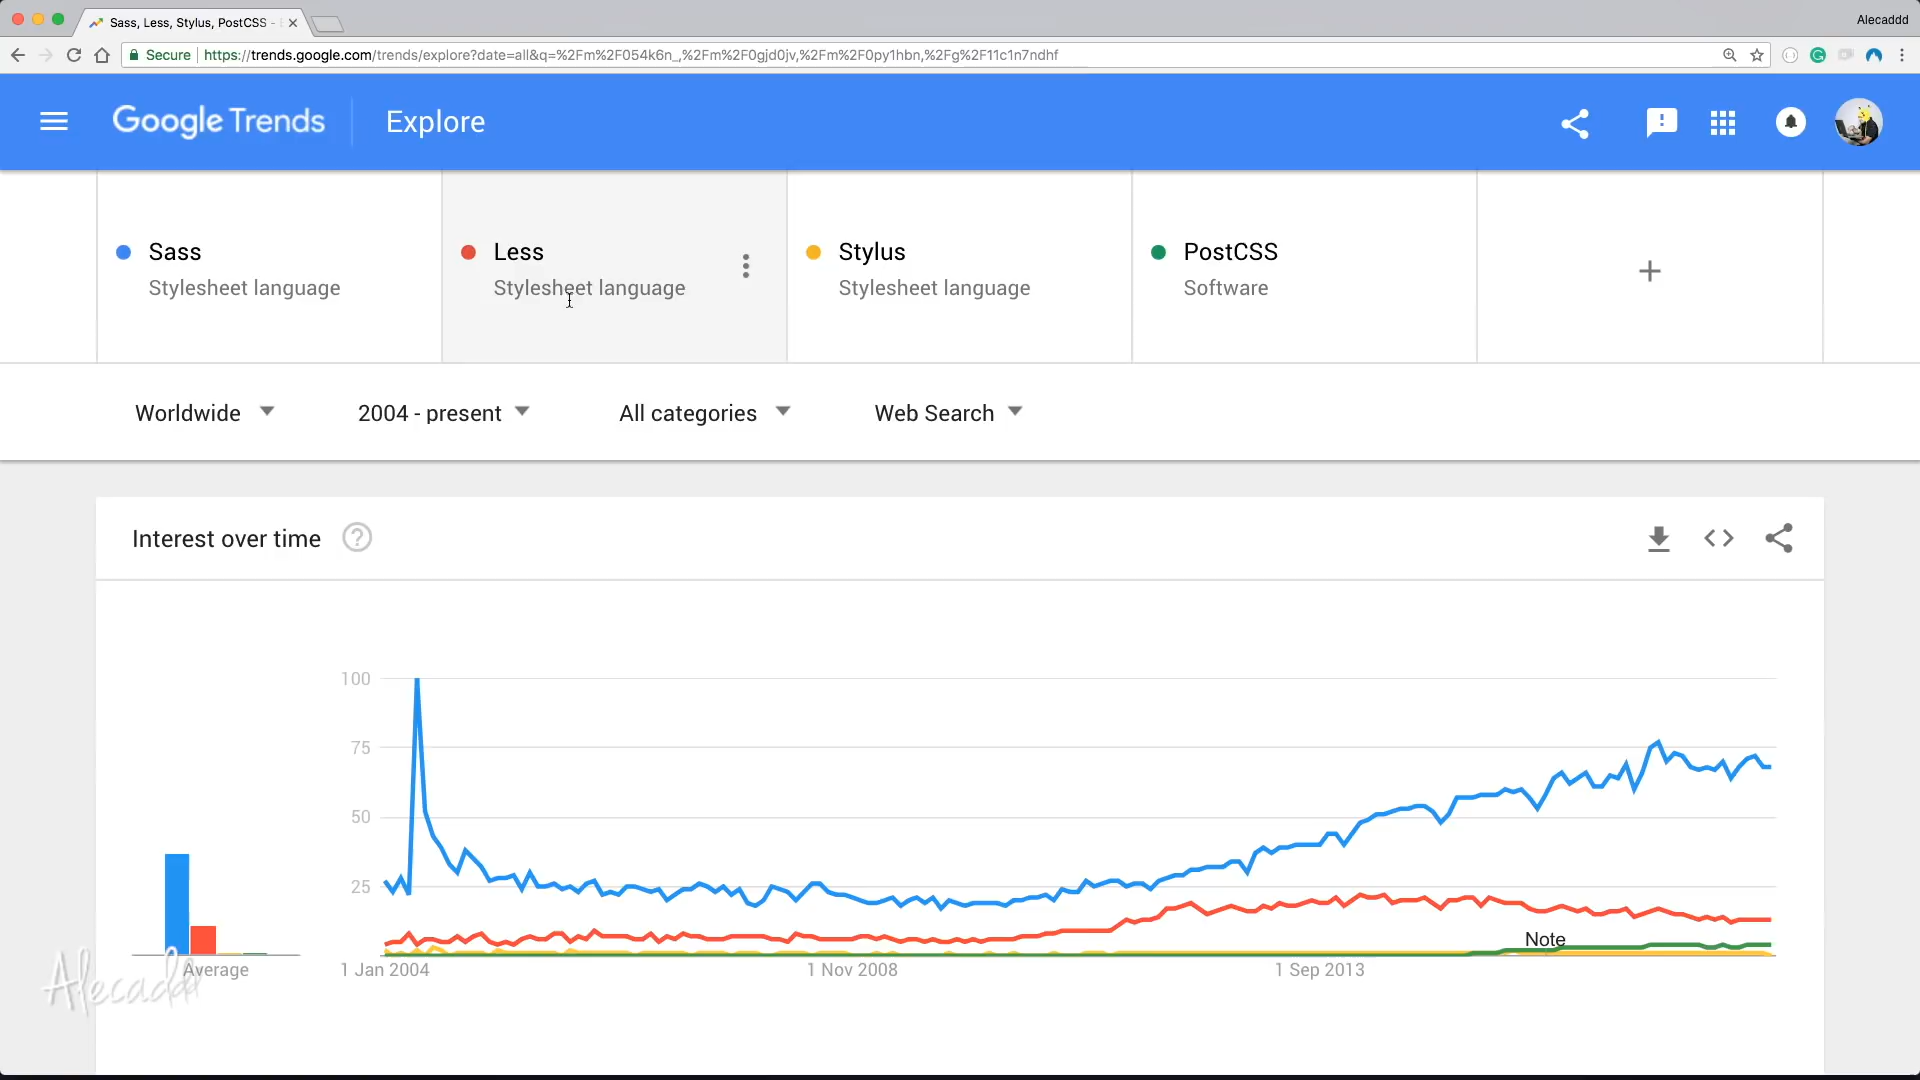 Sass, Less, Stylus, PostCSS -
Alecaddd
Secure https://trends.google.com/trends/explore?date=all&q=%2Fm%2F054k6n_,%2Fm%2F0gjd0jv,%2Fm%2F0py1hbn,%2Fg%2F11c1n7ndhf
Google Trends Explore
Sass
Stylesheet language
Less
Stylesheet language
Stylus
Stylesheet language
PostCSS
Software
Worldwide 2004 - present All categories Web Search
Interest over time
100
75
50
25
Note
Average
1 Jan 2004 1 Nov 2008 1 Sep 2013
Alecaddd